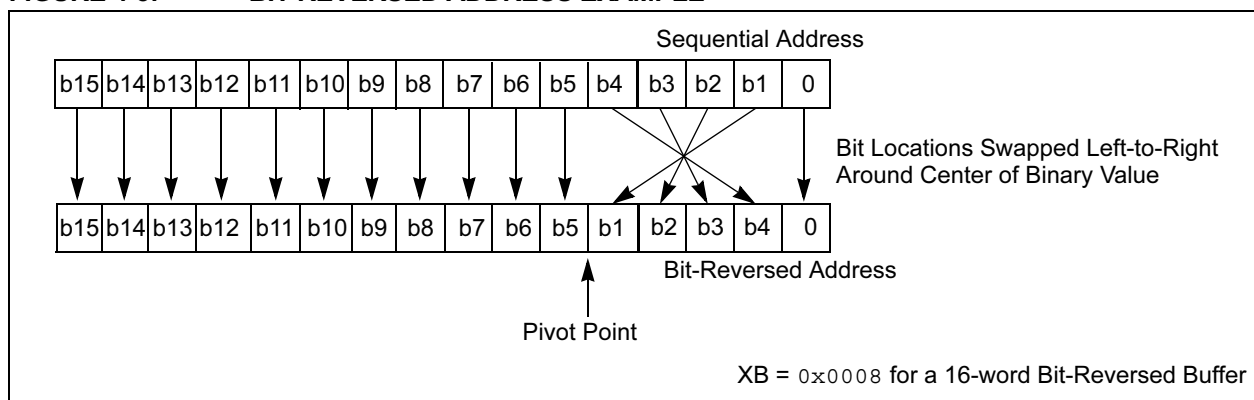 Sequential Address
b15 b14 b13 b12 b11 b10 b9 b8 b7 b6 b5 b4 b3 b2 b1 0
Bit Locations Swapped Left-to-Right
Around Center of Binary Value
b15 b14 b13 b12 b11 b10 b9 b8 b7 b6 b5 b1 b2 b3 b4 0
Bit-Reversed Address
Pivot Point
XB = 0x0008 for a 16-word Bit-Reversed Buffer